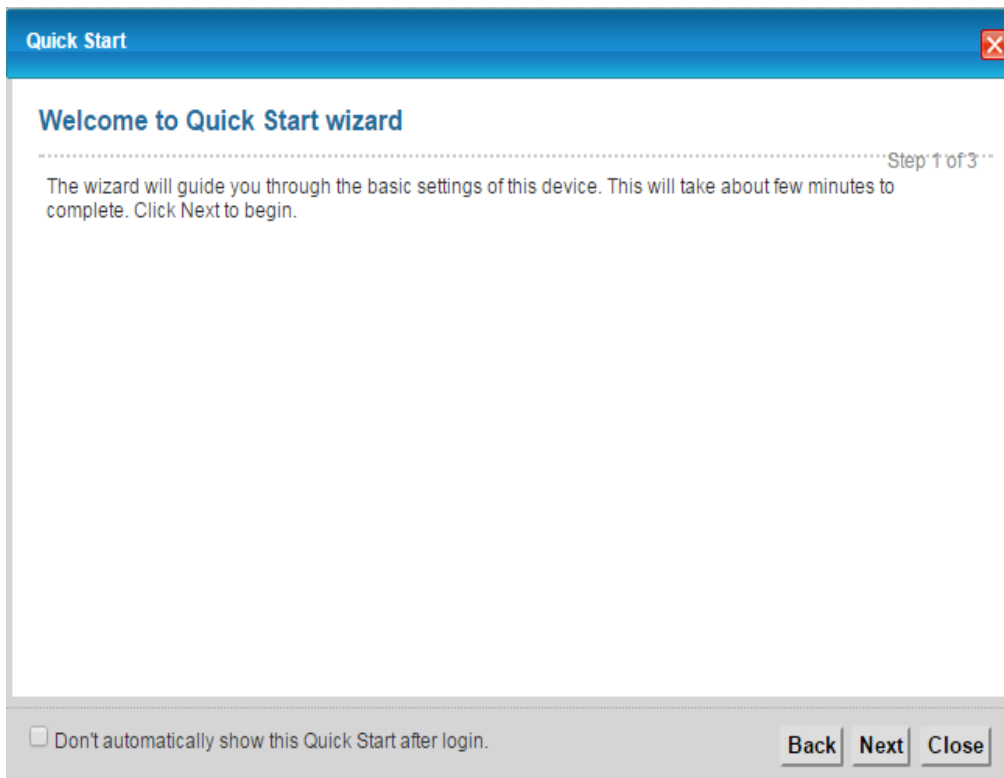 Quick Start
Welcome to Quick Start wizard
Step 1 of 3
The wizard will guide you through the basic settings of this device. This will take about few minutes to
complete. Click Next to begin.
Don't automatically show this Quick Start after login.
Back Next Close